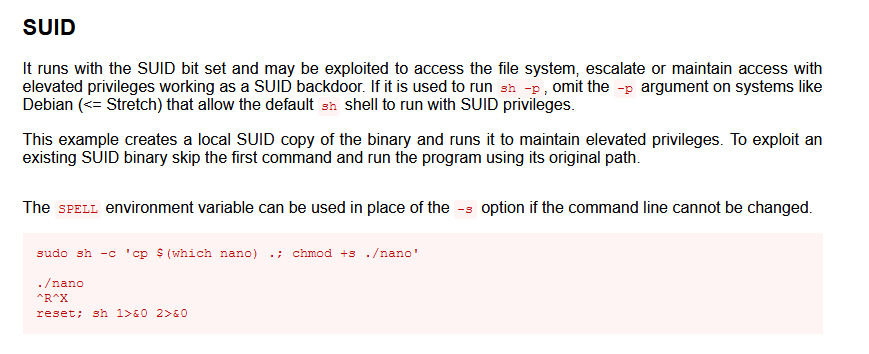 SUID
It runs with the SUID bit set and may be exploited to access the file system, escalate or maintain access with
elevated privileges working as a SUID backdoor. If it is used to run sh -p, omit the -p argument on systems like
Debian (<= Stretch) that allow the default sh shell to run with SUID privileges.
This example creates a local SUID copy of the binary and runs it to maintain elevated privileges. To exploit an
existing SUID binary skip the first command and run the program using its original path.
The SPELL environment variable can be used in place of the -s option if the command line cannot be changed.
sudo sh -c 'cp $(which nano) .; chmod +s ./nano'
./nano
^R^X
reset; sh 1>&0 2>&0